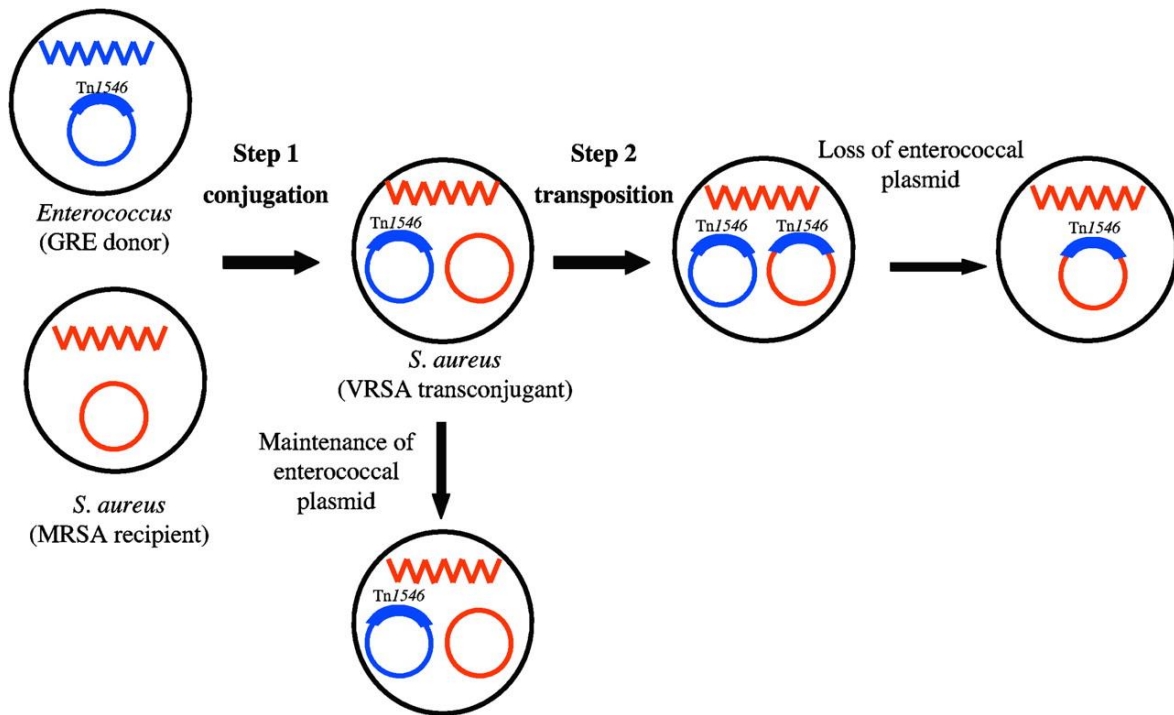 Tn1546
Enterococcus
(GRE donor)
S. aureus
(MRSA recipient)
Step 1
conjugation
Tn1546
S. aureus
(VRSA transconjugant)
Maintenance of
enterococcal
plasmid
Tn1546
Step 2
transposition
Tn1546 Tn1546
Loss of enterococcal
plasmid
Tn1546